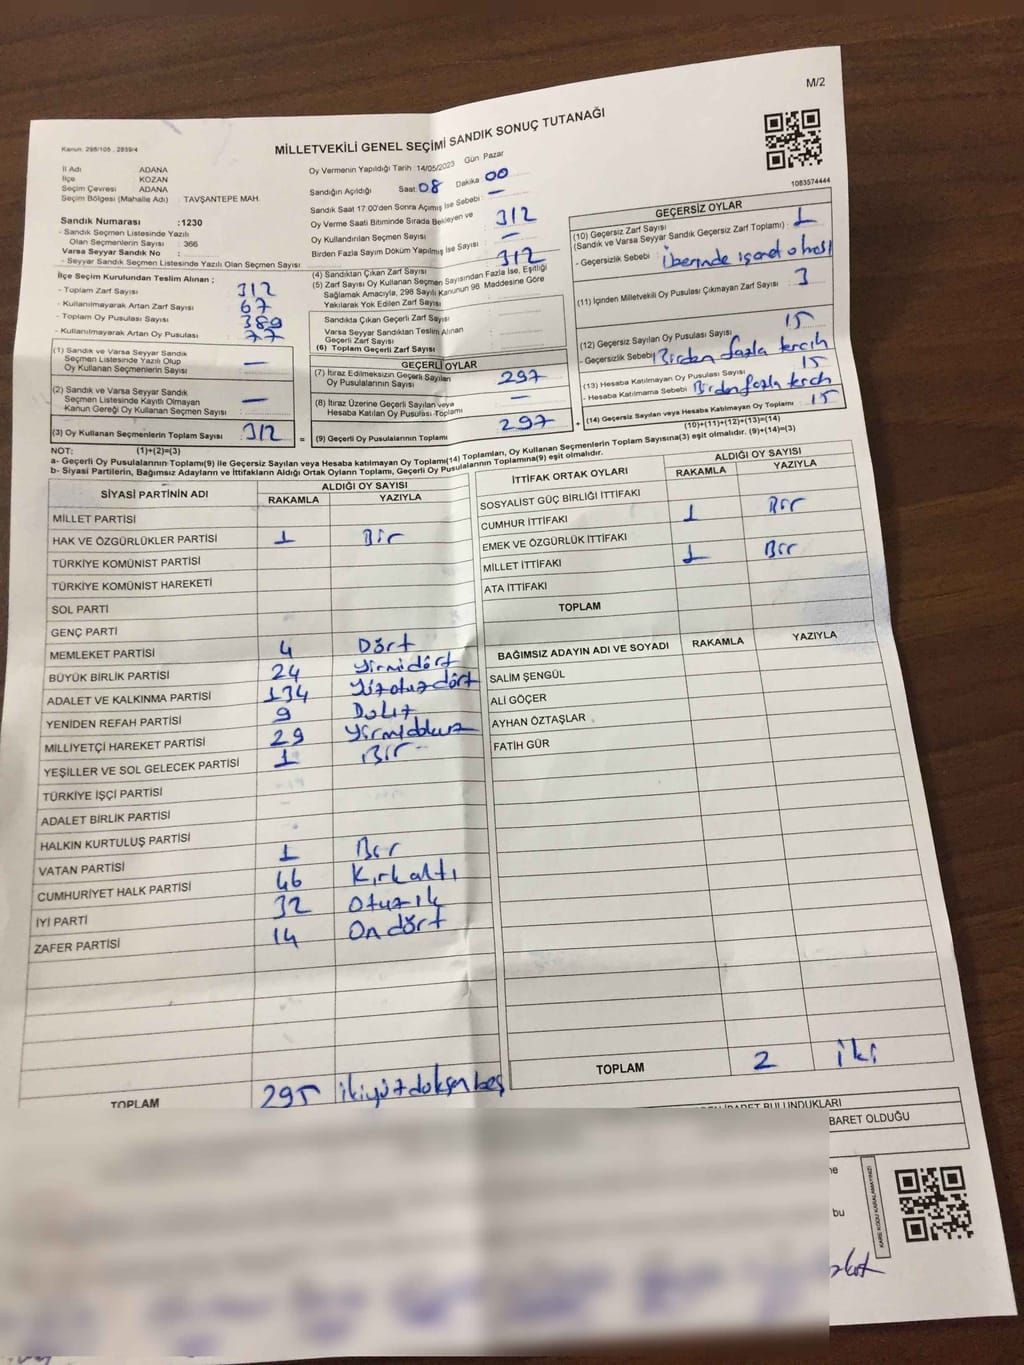 M/2
Kanun: 298/105 , 2839/4
MİLLETVEKİLİ GENEL SEÇİMİ SANDIK SONUÇ TUTANAĞI
İl Adı : ADANA
İlçe : KOZAN
Seçim Çevresi : ADANA
Seçim Bölgesi (Mahalle Adı) : TAVŞANTEPE MAH.
Sandık Numarası :1230
- Sandık Seçmen Listesinde Yazılı
Olan Seçmenlerin Sayısı : 366
Varsa Seyyar Sandık No :
- Seyyar Sandık Seçmen Listesinde Yazılı Olan Seçmen Sayısı
İlçe Seçim Kurulundan Teslim Alınan ;
- Toplam Zarf Sayısı 312
- Kullanılmayarak Artan Zarf Sayısı : 67
- Toplam Oy Pusulası Sayısı : 389
- Kullanılmayarak Artan Oy Pusulası : 77
(1) Sandık ve Varsa Seyyar Sandık
Seçmen Listesinde Yazılı Olup
Oy Kullanan Seçmenlerin Sayısı : —
(2) Sandık ve Varsa Seyyar Sandık
Seçmen Listesinde Kayıtlı Olmayan
Kanun Gereği Oy Kullanan Seçmen Sayısı : —
(3) Oy Kullanan Seçmenlerin Toplam Sayısı 312 =
Oy Vermenin Yapıldığı Tarih :14/05/2023 Gün Pazar
Sandığın Açıldığı Saat: 08 Dakika 00
Sandık Saat 17:00'den Sonra Açımış İse Sebebi : —
Oy Verme Saati Bitiminde Sırada Bekleyen ve
Oy Kullandırılan Seçmen Sayısı : 312
Birden Fazla Sayım Döküm Yapılmış İse Sayısı : —
(4) Sandıktan Çıkan Zarf Sayısı 312
(5) Zarf Sayısı Oy Kullanan Seçmen Sayısından Fazla İse, Eşitliği
Sağlamak Amacıyla, 298 Sayılı Kanunun 98. Maddesine Göre
Yakılarak Yok Edilen Zarf Sayısı
Sandıkta Çıkan Geçerli Zarf Sayısı :
Varsa Seyyar Sandıktan Teslim Alınan
Geçerli Zarf Sayısı
(6) Toplam Geçerli Zarf Sayısı
GEÇERLİ OYLAR
(7) İtiraz Edilmeksizin Geçerli Sayılan
Oy Pusulalarının Sayısı : 297
(8) İtiraz Üzerine Geçerli Sayılan veya
Hesaba Katılan Oy Pusulası Toplamı : —
(9) Geçerli Oy Pusulalarının Toplamı : 297 +
1083574444
GEÇERSİZ OYLAR
(10) Geçersiz Zarf Sayısı
(Sandık ve Varsa Seyyar Sandık Geçersiz Zarf Toplamı) : 1
- Geçersizlik Sebebi : Üzerinde işaret olması
(11) İçinden Milletvekili Oy Pusulası Çıkmayan Zarf Sayısı : 3
(12) Geçersiz Sayılan Oy Pusulası Sayısı 15
- Geçersizlik Sebebi Birden fazla tercih
(13) Hesaba Katılmayan Oy Pusulası Sayısı 15
- Hesaba Katılmama Sebebi Birden fazla tercih
(14) Geçersiz Sayılan veya Hesaba Katılmayan Oy Toplamı 15
(10)+(11)+(12)+(13)=(14)
NOT: (1)+(2)=(3)
a- Geçerli Oy Pusulalarının Toplamı(9) ile Geçersiz Sayılan veya Hesaba katılmayan Oy Toplamı(14) Toplamları, Oy Kullanan Seçmenlerin Toplam Sayısına(3) eşit olmalıdır. (9)+(14)=(3)
b- Siyasi Partilerin, Bağımsız Adayların ve İttifakların Aldığı Ortak Oyların Toplamı, Geçerli Oy Pusulalarının Toplamına(9) eşit olmalıdır.
SİYASİ PARTİNİN ADI
ALDIĞI OY SAYISI
RAKAMLA YAZIYLA
MİLLET PARTİSİ
HAK VE ÖZGÜRLÜKLER PARTİSİ 1 Bir
TÜRKİYE KOMÜNİST PARTİSİ
TÜRKİYE KOMÜNİST HAREKETİ
SOL PARTİ
GENÇ PARTİ
MEMLEKET PARTİSİ 4 Dört
BÜYÜK BİRLİK PARTİSİ 24 Yirmidört
ADALET VE KALKINMA PARTİSİ 134 Yüzotuzdört
YENİDEN REFAH PARTİSİ 9 Dokuz
MİLLİYETÇİ HAREKET PARTİSİ 29 Yirmidokuz
YEŞİLLER VE SOL GELECEK PARTİSİ 1 Bir
TÜRKİYE İŞÇİ PARTİSİ
ADALET BİRLİK PARTİSİ
HALKIN KURTULUŞ PARTİSİ
VATAN PARTİSİ 1 Bir
CUMHURİYET HALK PARTİSİ 46 Kırkaltı
İYİ PARTİ 32 Otuziki
ZAFER PARTİSİ 14 Ondört
TOPLAM 295 ikiyüzdoksanbeş
İTTİFAK ORTAK OYLARI
ALDIĞI OY SAYISI
RAKAMLA YAZIYLA
SOSYALİST GÜÇ BİRLİĞİ İTTİFAKI
CUMHUR İTTİFAKI 1 Bir
EMEK VE ÖZGÜRLÜK İTTİFAKI
MİLLET İTTİFAKI 1 Bir
ATA İTTİFAKI
TOPLAM
BAĞIMSIZ ADAYIN ADI VE SOYADI RAKAMLA YAZIYLA
SALİM ŞENGÜL
ALİ GÖÇER
AYHAN ÖZTAŞLAR
FATİH GÜR
TOPLAM 2 iki
BULUNDUKLARI
BARET OLDUĞU
bu
KARE KODU KARALAMAYINIZ!